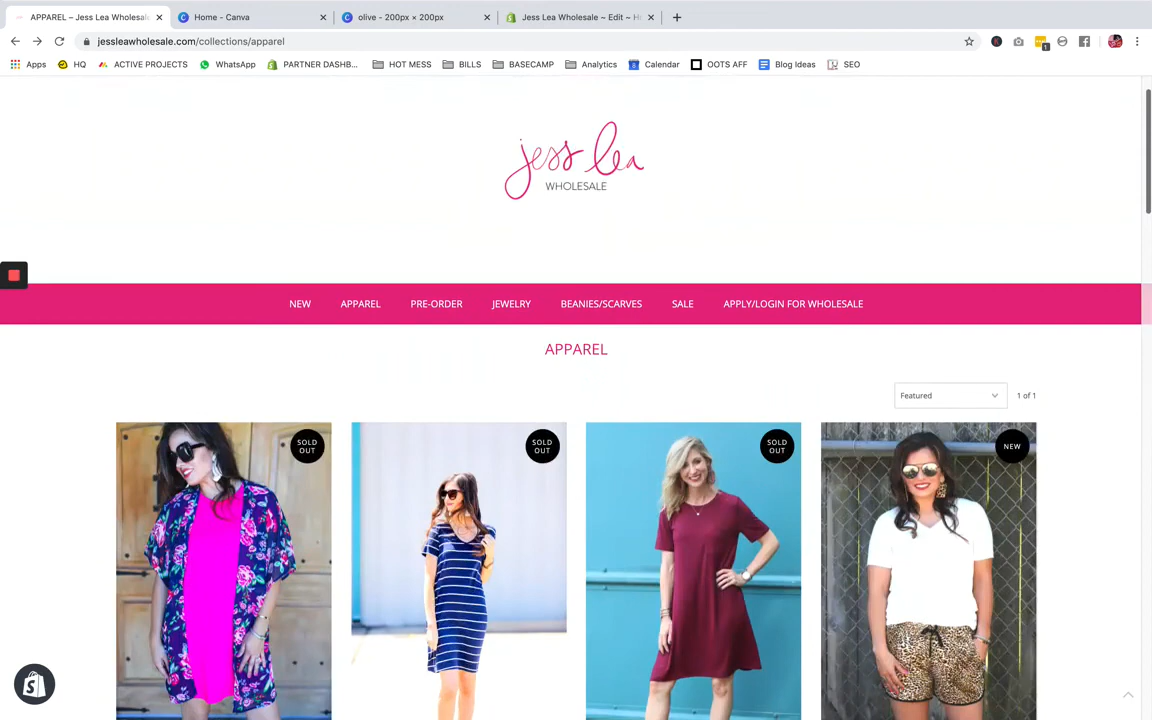 APPAREL – Jess Lea Wholesale
Home - Canva
olive - 200px × 200px
Jess Lea Wholesale ~ Edit ~ H
jessleawholesale.com/collections/apparel
Apps
HQ
ACTIVE PROJECTS
WhatsApp
PARTNER DASHB...
HOT MESS
BILLS
BASECAMP
Analytics
Calendar
OOTS AFF
Blog Ideas
SEO
jess lea
WHOLESALE
NEW
APPAREL
PRE-ORDER
JEWELRY
BEANIES/SCARVES
SALE
APPLY/LOGIN FOR WHOLESALE
APPAREL
Featured
1 of 1
SOLD
OUT
SOLD
OUT
SOLD
OUT
NEW